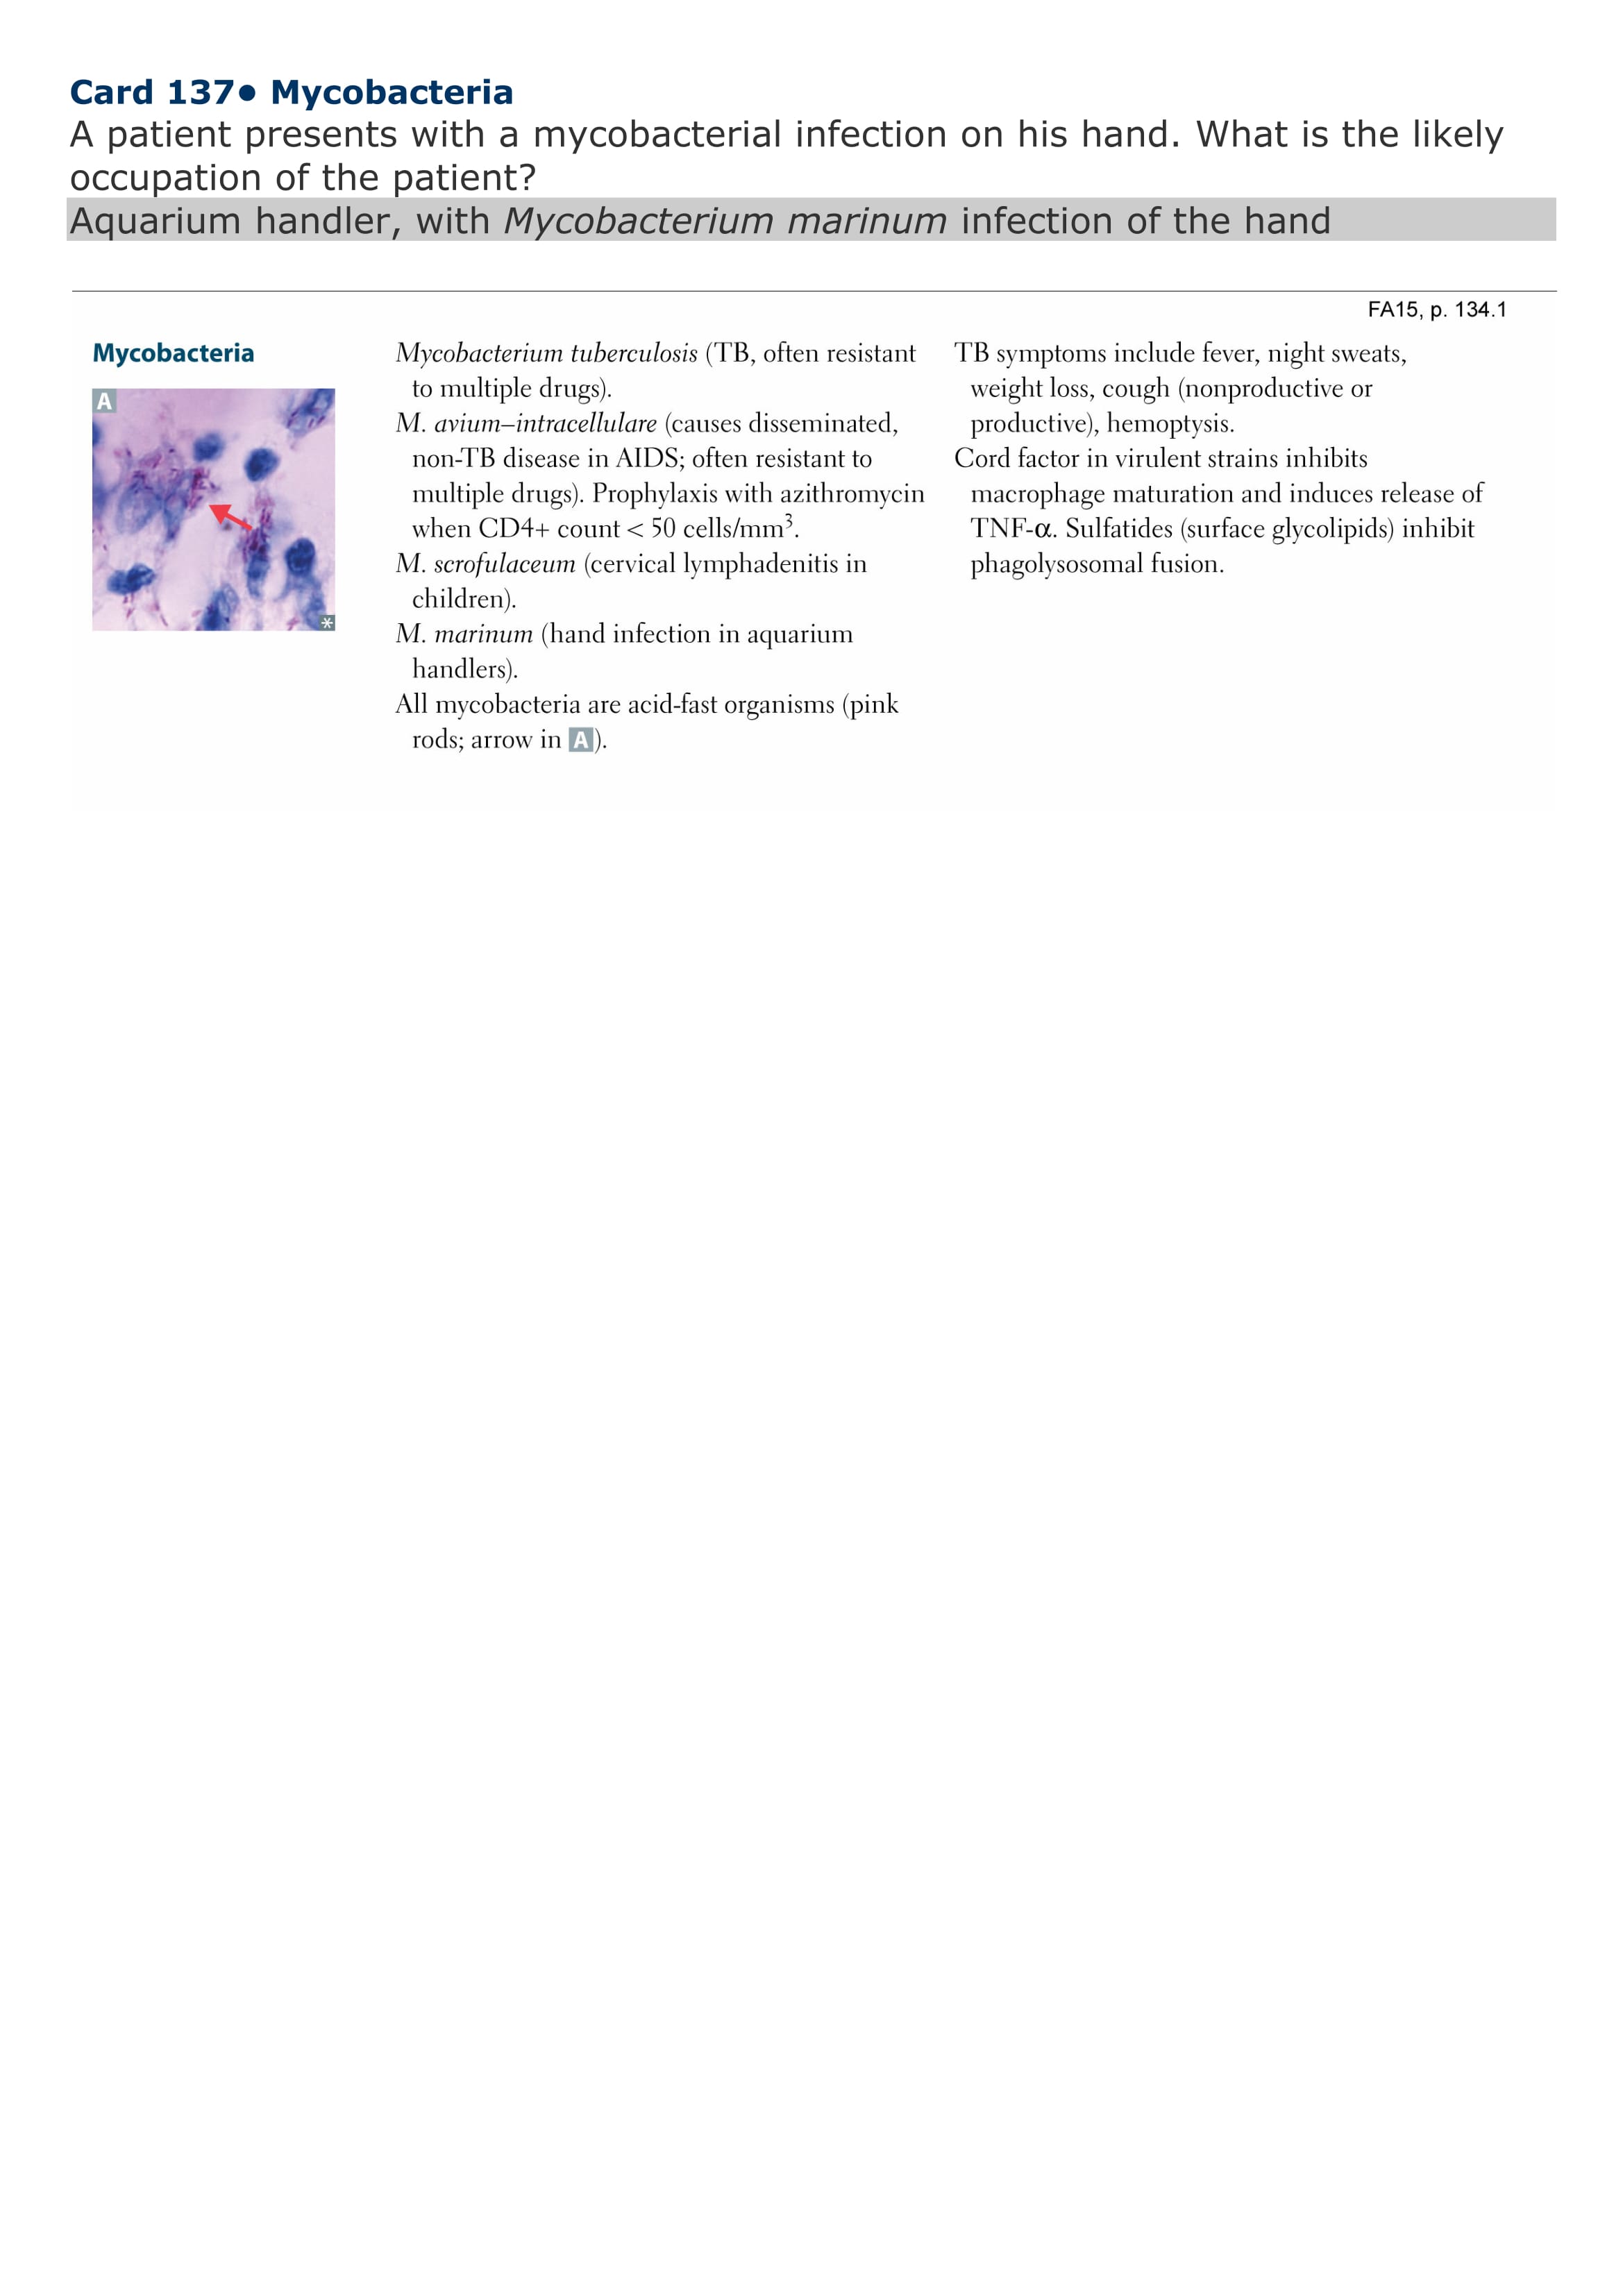 Card 137• Mycobacteria
A patient presents with a mycobacterial infection on his hand. What is the likely
occupation of the patient?
Aquarium handler, with Mycobacterium marinum infection of the hand
FA15, p. 134.1
Mycobacteria
A
*
Mycobacterium tuberculosis (TB, often resistant
to multiple drugs).
M. avium–intracellulare (causes disseminated,
non-TB disease in AIDS; often resistant to
multiple drugs). Prophylaxis with azithromycin
when CD4+ count < 50 cells/mm³.
M. scrofulaceum (cervical lymphadenitis in
children).
M. marinum (hand infection in aquarium
handlers).
All mycobacteria are acid-fast organisms (pink
rods; arrow in A).
TB symptoms include fever, night sweats,
weight loss, cough (nonproductive or
productive), hemoptysis.
Cord factor in virulent strains inhibits
macrophage maturation and induces release of
TNF-α. Sulfatides (surface glycolipids) inhibit
phagolysosomal fusion.